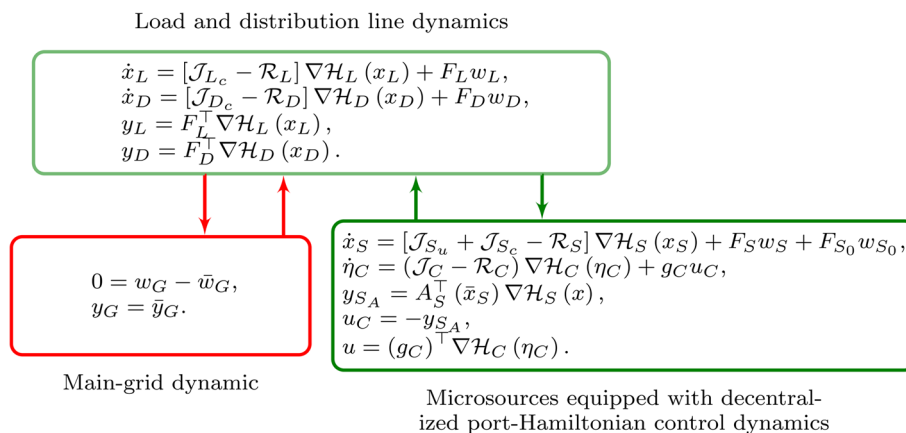 Load and distribution line dynamics
ẋ_L = [𝒥_{L_c} − ℛ_L] ∇ℋ_L (x_L) + F_L w_L,
ẋ_D = [𝒥_{D_c} − ℛ_D] ∇ℋ_D (x_D) + F_D w_D,
y_L = F_L^⊤ ∇ℋ_L (x_L),
y_D = F_D^⊤ ∇ℋ_D (x_D).
0 = w_G − w̄_G,
y_G = ȳ_G.
Main-grid dynamic
ẋ_S = [𝒥_{S_u} + 𝒥_{S_c} − ℛ_S] ∇ℋ_S (x_S) + F_S w_S + F_{S_0} w_{S_0},
η̇_C = (𝒥_C − ℛ_C) ∇ℋ_C (η_C) + g_C u_C,
y_{S_A} = A_S^⊤ (x̄_S) ∇ℋ_S (x),
u_C = −y_{S_A},
u = (g_C)^⊤ ∇ℋ_C (η_C).
Microsources equipped with decentral-
ized port-Hamiltonian control dynamics